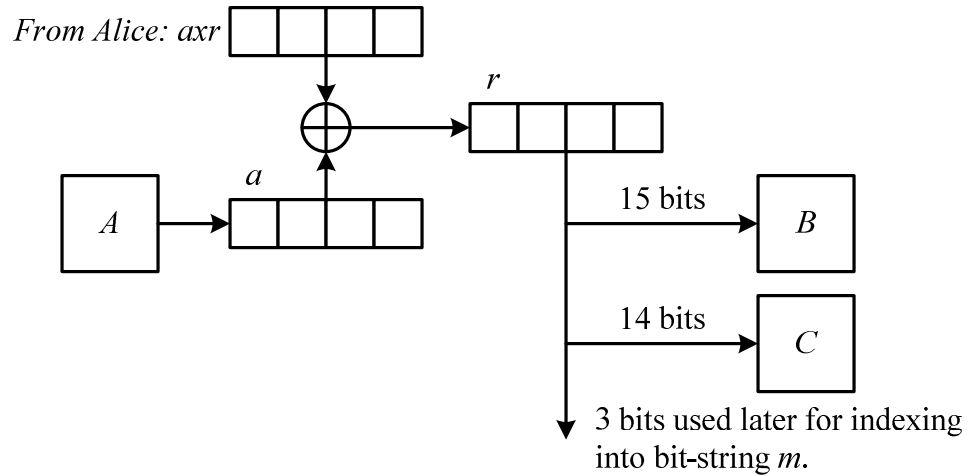 From Alice: axr
r
a
A
15 bits
B
14 bits
C
3 bits used later for indexing
into bit-string m.